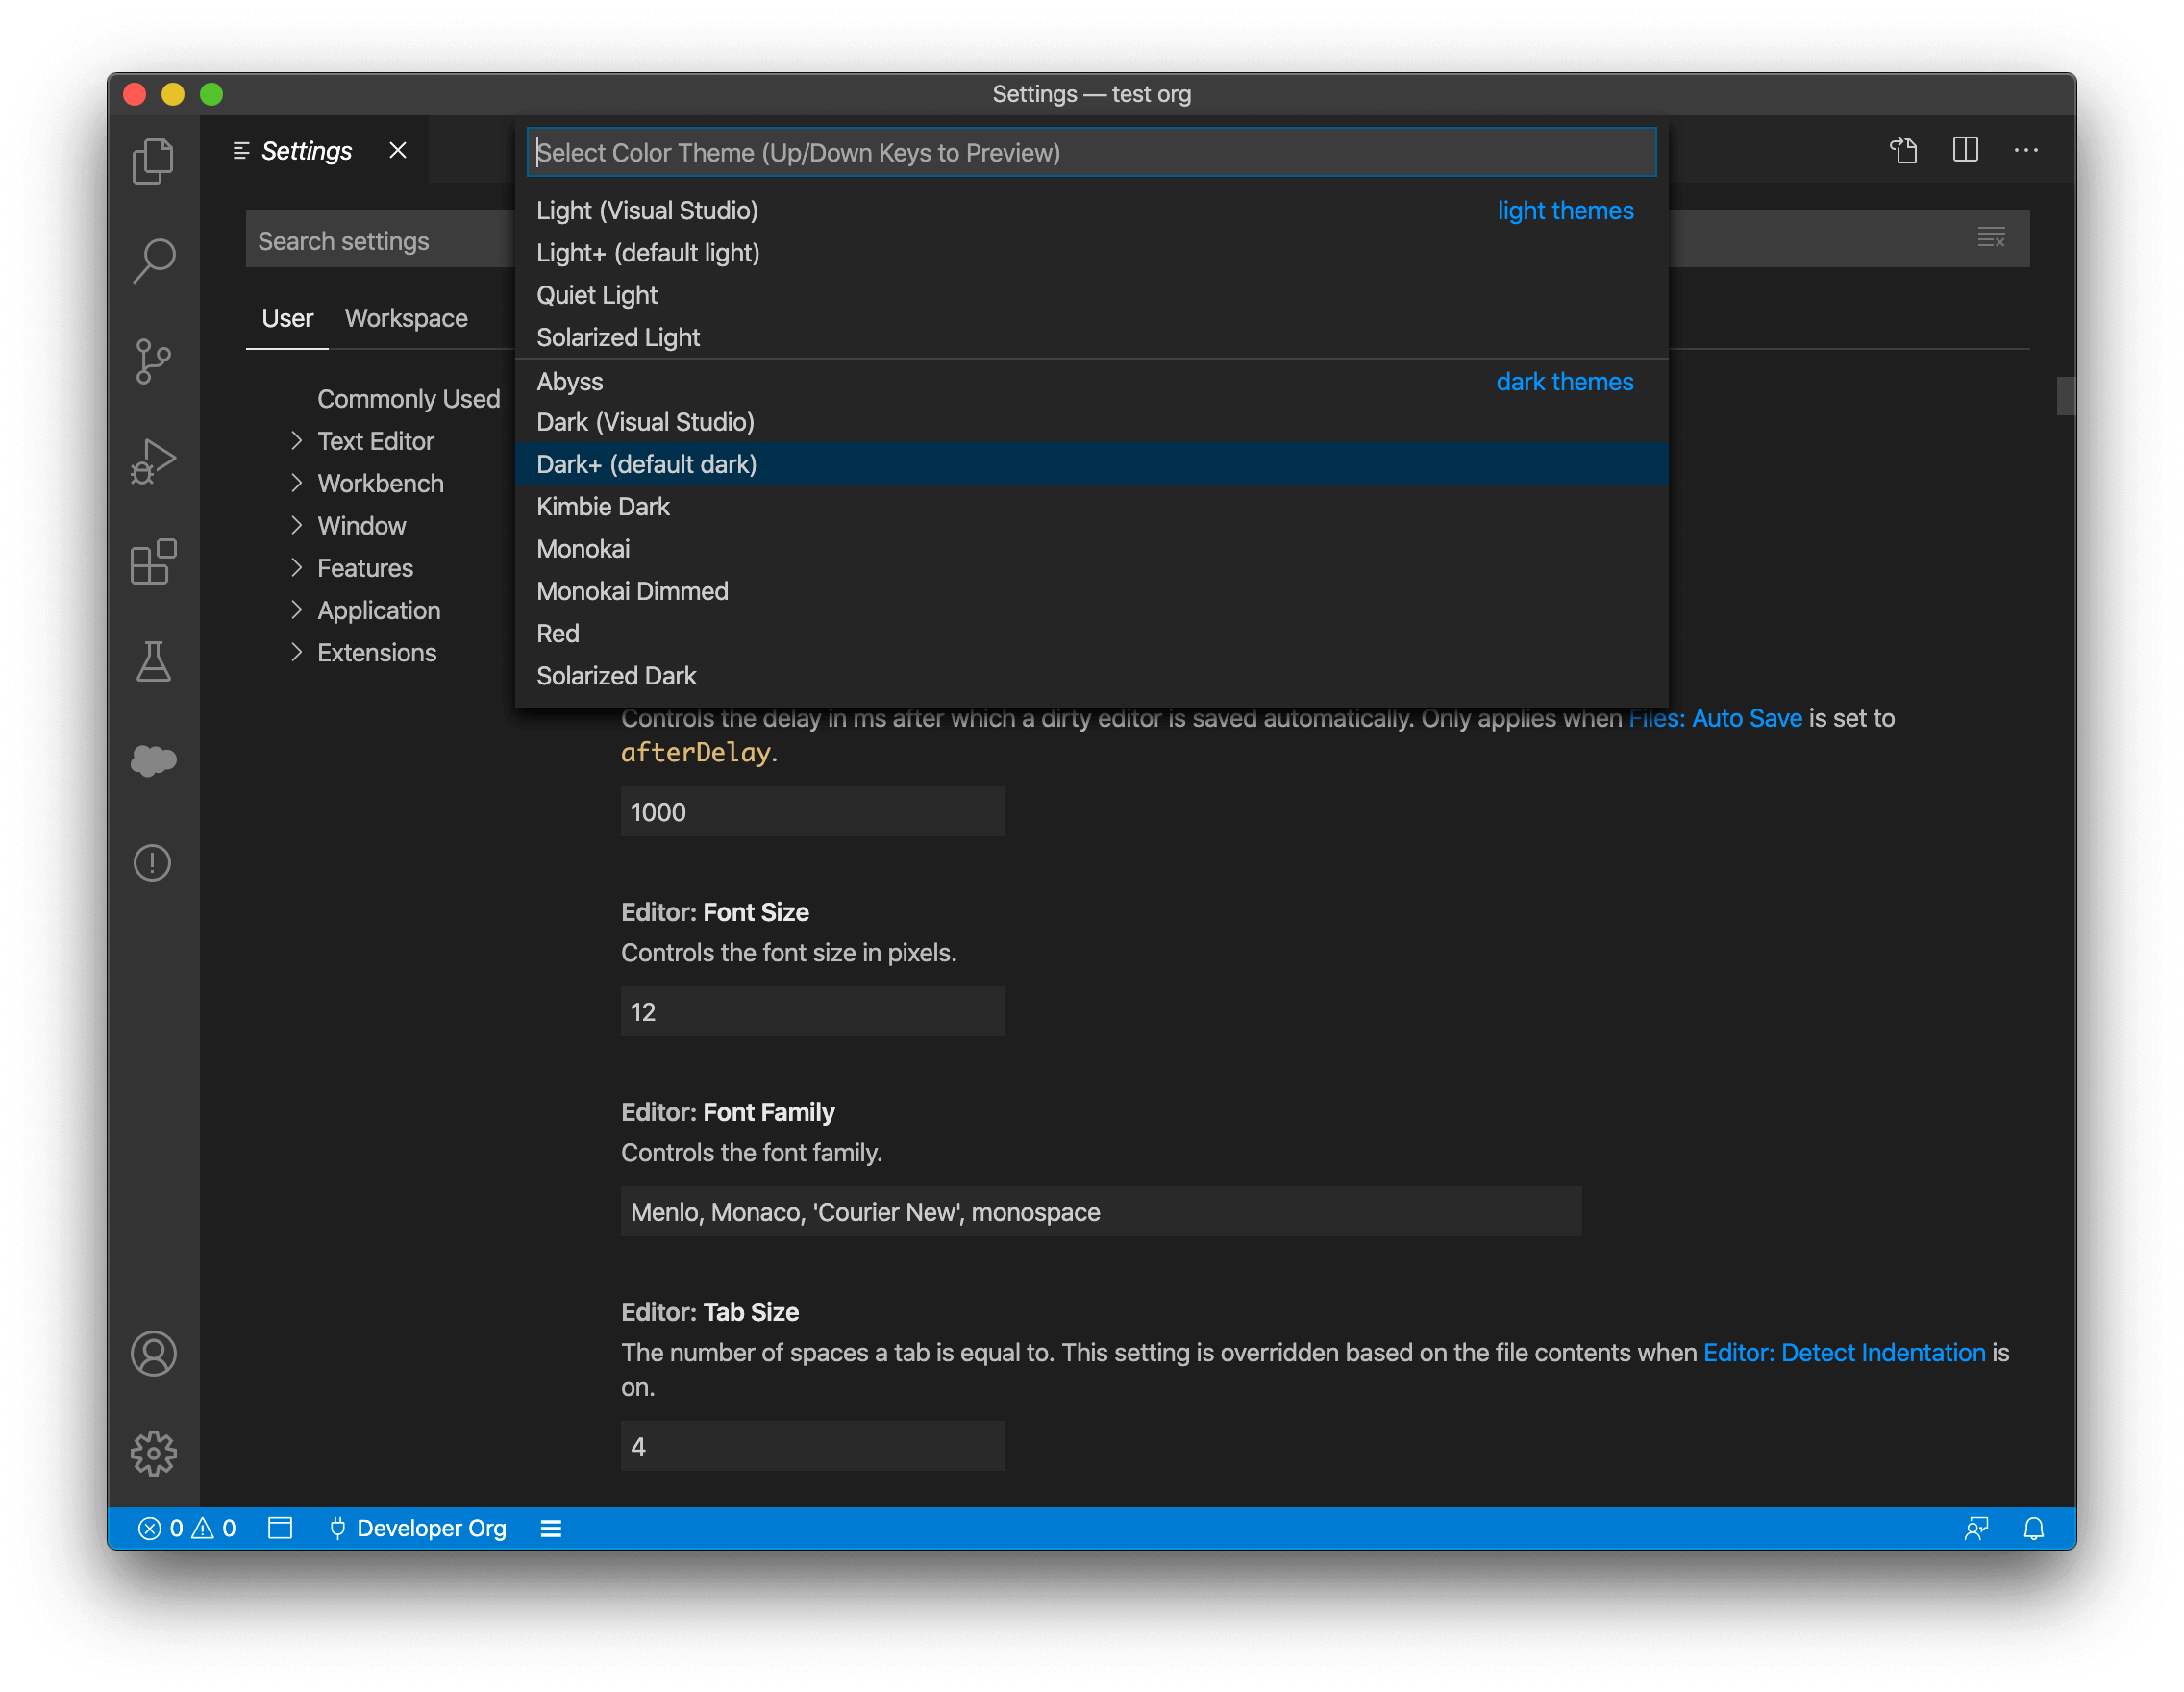 Settings — test org
Settings
Select Color Theme (Up/Down Keys to Preview)
Search settings
Light (Visual Studio) light themes
Light+ (default light)
Quiet Light
Solarized Light
Abyss dark themes
Dark (Visual Studio)
Dark+ (default dark)
Kimbie Dark
Monokai
Monokai Dimmed
Red
Solarized Dark
User Workspace
Commonly Used
Text Editor
Workbench
Window
Features
Application
Extensions
Controls the delay in ms after which a dirty editor is saved automatically. Only applies when Files: Auto Save is set to
afterDelay.
1000
Editor: Font Size
Controls the font size in pixels.
12
Editor: Font Family
Controls the font family.
Menlo, Monaco, 'Courier New', monospace
Editor: Tab Size
The number of spaces a tab is equal to. This setting is overridden based on the file contents when Editor: Detect Indentation is
on.
4
0 0 Developer Org